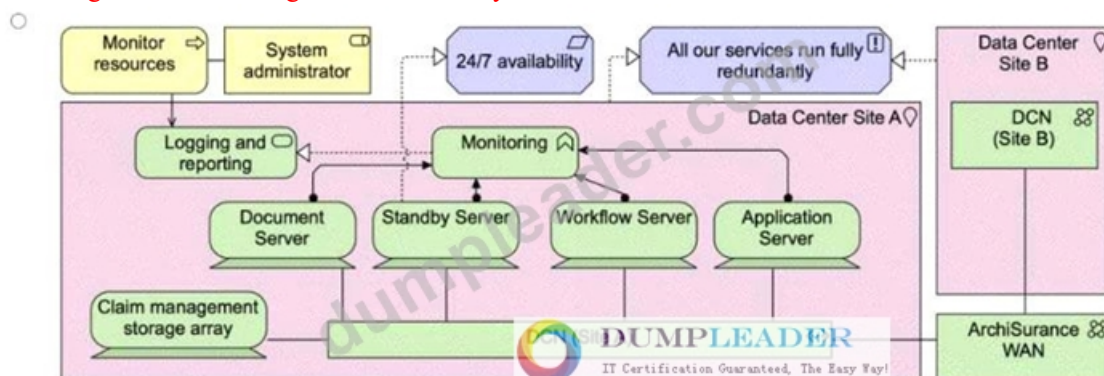 Monitor
resources
System
administrator
24/7 availability
All our services run fully
redundantly
Data Center
Site B
Data Center Site A
Logging and
reporting
Monitoring
DCN
(Site B)
Document
Server
Standby Server
Workflow Server
Application
Server
Claim management
storage array
DCN (Site
ArchiSurance
WAN
dumpleader.com
DUMPLEADER
IT Certification Guaranteed, The Easy Way!